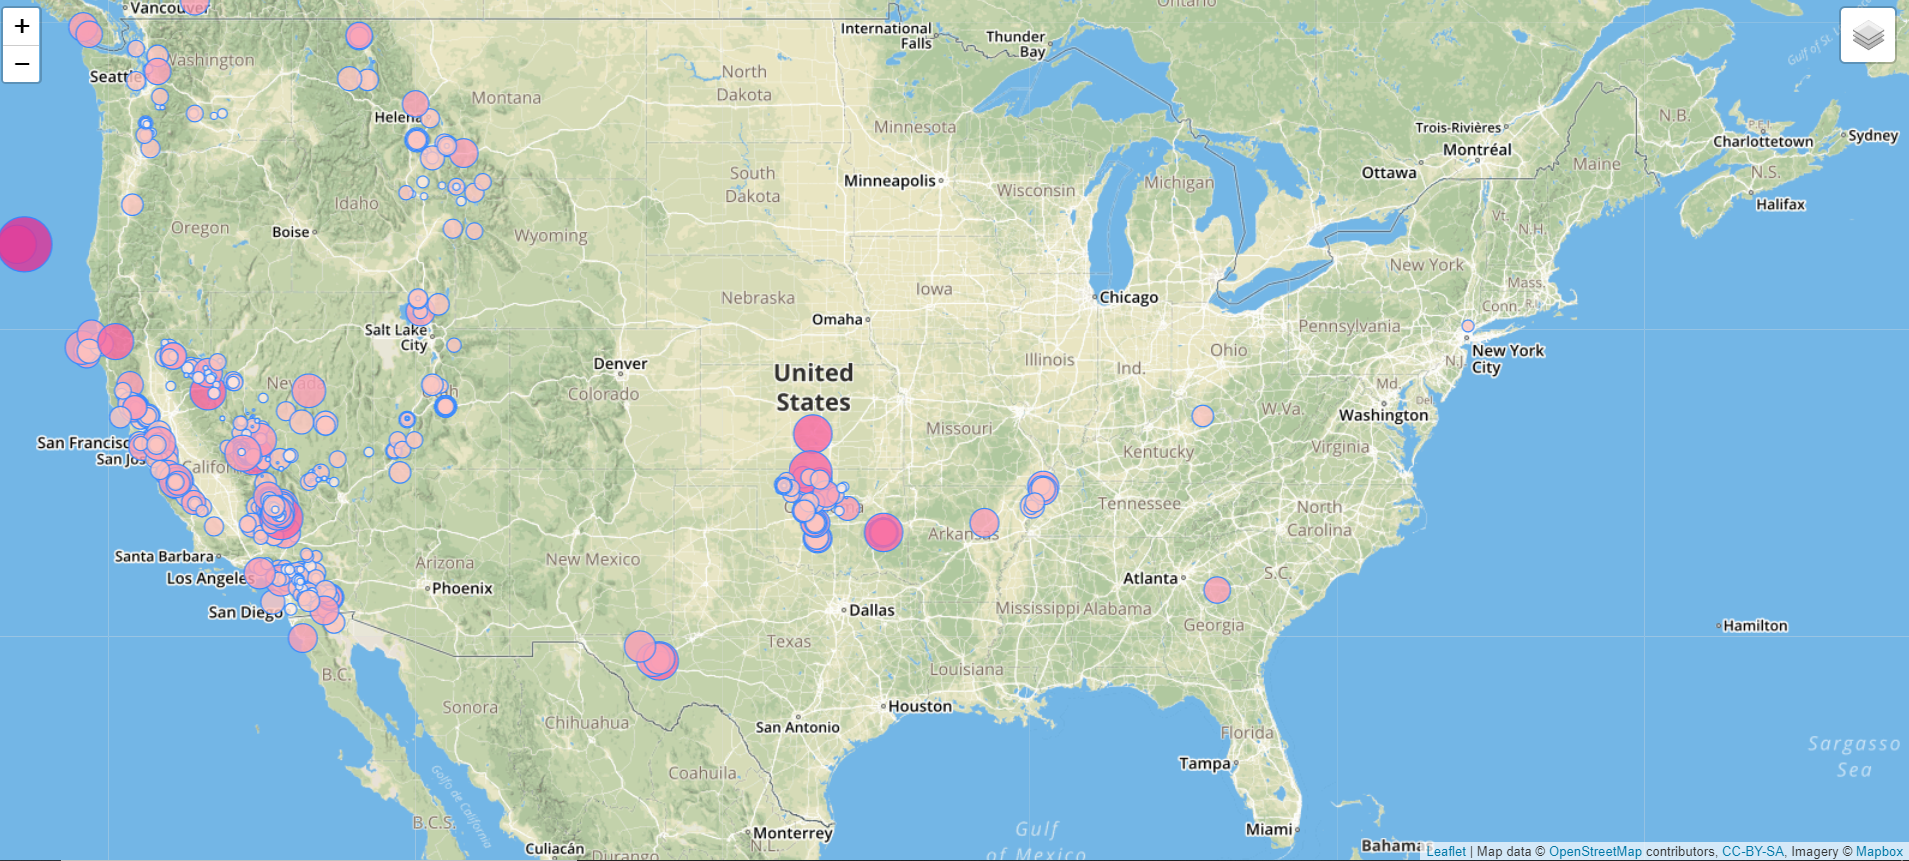 Vancouver
Ontario
+
−
International
Falls
Thunder
Bay
Gulf of St. L
Washington
Seattle
North
Dakota
Montana
Helena
Minnesota
N.B.
P.E.I.
Trois-Rivières
Charlottetown
Sydney
Montréal
Maine
Ottawa
N.S.
South
Dakota
Minneapolis
Wisconsin
Michigan
Halifax
Idaho
Vt.
Oregon
Boise
Wyoming
N.H.
New York
Mass.
Nebraska
Iowa
Chicago
Conn.
R.I.
Omaha
Pennsylvania
Salt Lake
City
Denver
Illinois
Ohio
Ind.
N.J.
New York
City
United
States
Nevada
Colorado
Md.
Del
Missouri
W.Va.
Washington
San Francisc
San Jos
Californ
Kentucky
Virginia
Tennessee
North
Carolina
Arkansas
Santa Barbara
Arizona
New Mexico
Los Angeles
Phoenix
Atlanta
S.C.
San Diego
Dallas
Mississippi
Alabama
Georgia
Hamilton
Texas
B.C.
Louisiana
Sonora
Chihuahua
San Antonio
Houston
Florida
Sargasso
Sea
Golfo de California
Coahuila
Tampa
B.C.S.
Monterrey
N.L.
Gulf
of Mexico
Miami
Culiacán
Durango
Bahamas
Leaflet | Map data © OpenStreetMap contributors, CC-BY-SA, Imagery © Mapbox